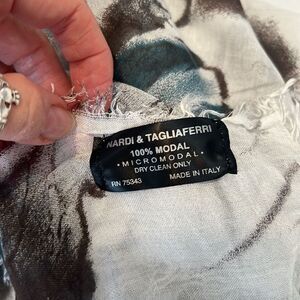 NARDI & TAGLIAFERRI
100% MODAL
• MICROMODAL •
DRY CLEAN ONLY
RN 75343 MADE IN ITALY